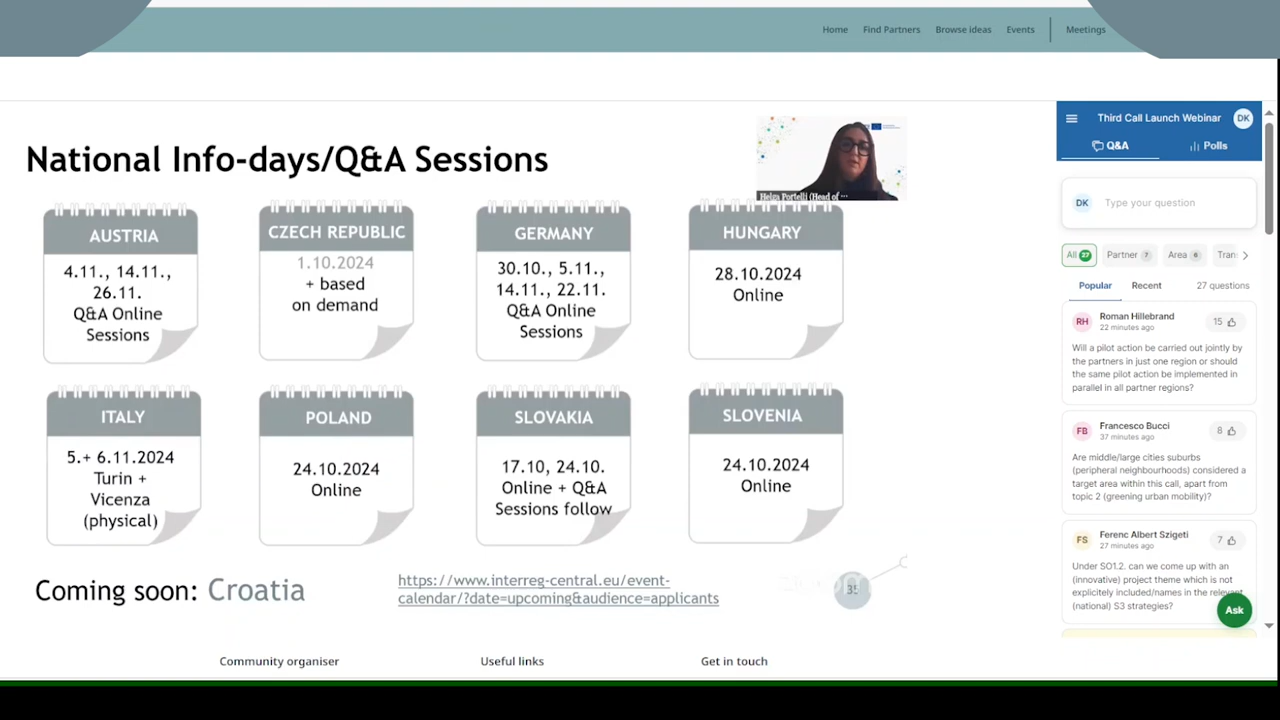 Home Find Partners Browse ideas Events Meetings
National Info-days/Q&A Sessions
Helga Portelli (Head of ...
AUSTRIA
4.11., 14.11.,
26.11.
Q&A Online
Sessions
CZECH REPUBLIC
1.10.2024
+ based
on demand
GERMANY
30.10., 5.11.,
14.11., 22.11.
Q&A Online
Sessions
HUNGARY
28.10.2024
Online
ITALY
5.+ 6.11.2024
Turin +
Vicenza
(physical)
POLAND
24.10.2024
Online
SLOVAKIA
17.10, 24.10.
Online + Q&A
Sessions follow
SLOVENIA
24.10.2024
Online
Coming soon: Croatia
https://www.interreg-central.eu/event-
calendar/?date=upcoming&audience=applicants
35
Community organiser Useful links Get in touch
Third Call Launch Webinar DK
Q&A Polls
DK Type your question
All 27 Partner 7 Area 6 Tran
Popular Recent 27 questions
RH Roman Hillebrand 15
22 minutes ago
Will a pilot action be carried out jointly by
the partners in just one region or should
the same pilot action be implemented in
parallel in all partner regions?
FB Francesco Bucci 8
37 minutes ago
Are middle/large cities suburbs
(peripheral neighbourhoods) considered a
target area within this call, apart from
topic 2 (greening urban mobility)?
FS Ferenc Albert Szigeti 7
27 minutes ago
Under SO1.2. can we come up with an
(innovative) project theme which is not
explicitely included/names in the
(national) S3 strategies?
Ask